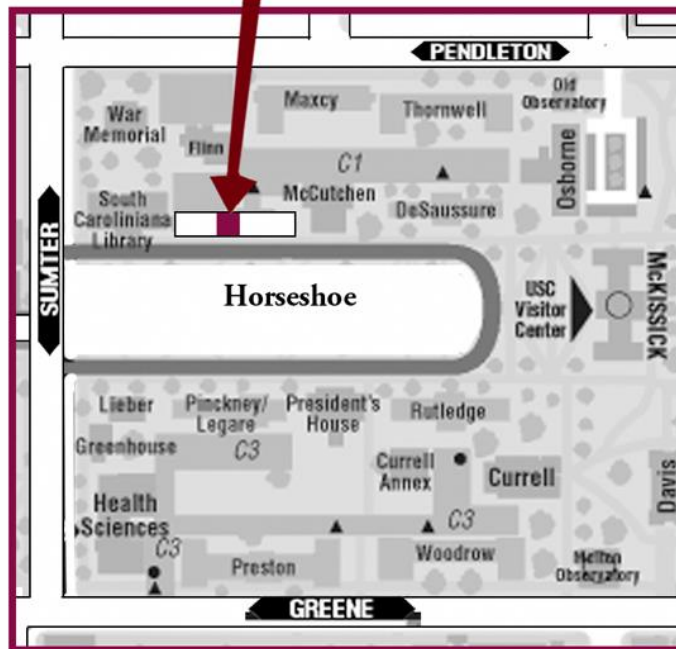 PENDLETON
Old
Observatory
Maxcy
Thornwell
War
Memorial
Flinn
C1
Osborne
South
Caroliniana
Library
McCutchen
DeSaussure
SUMTER
Horseshoe
USC
Visitor
Center
McKISSICK
Lieber
Pinckney/
Legare
President's
House
Rutledge
Greenhouse
C3
Currell
Annex
Currell
Davis
Health
Sciences
C3
C3
Preston
Woodrow
Melton
Observatory
GREENE